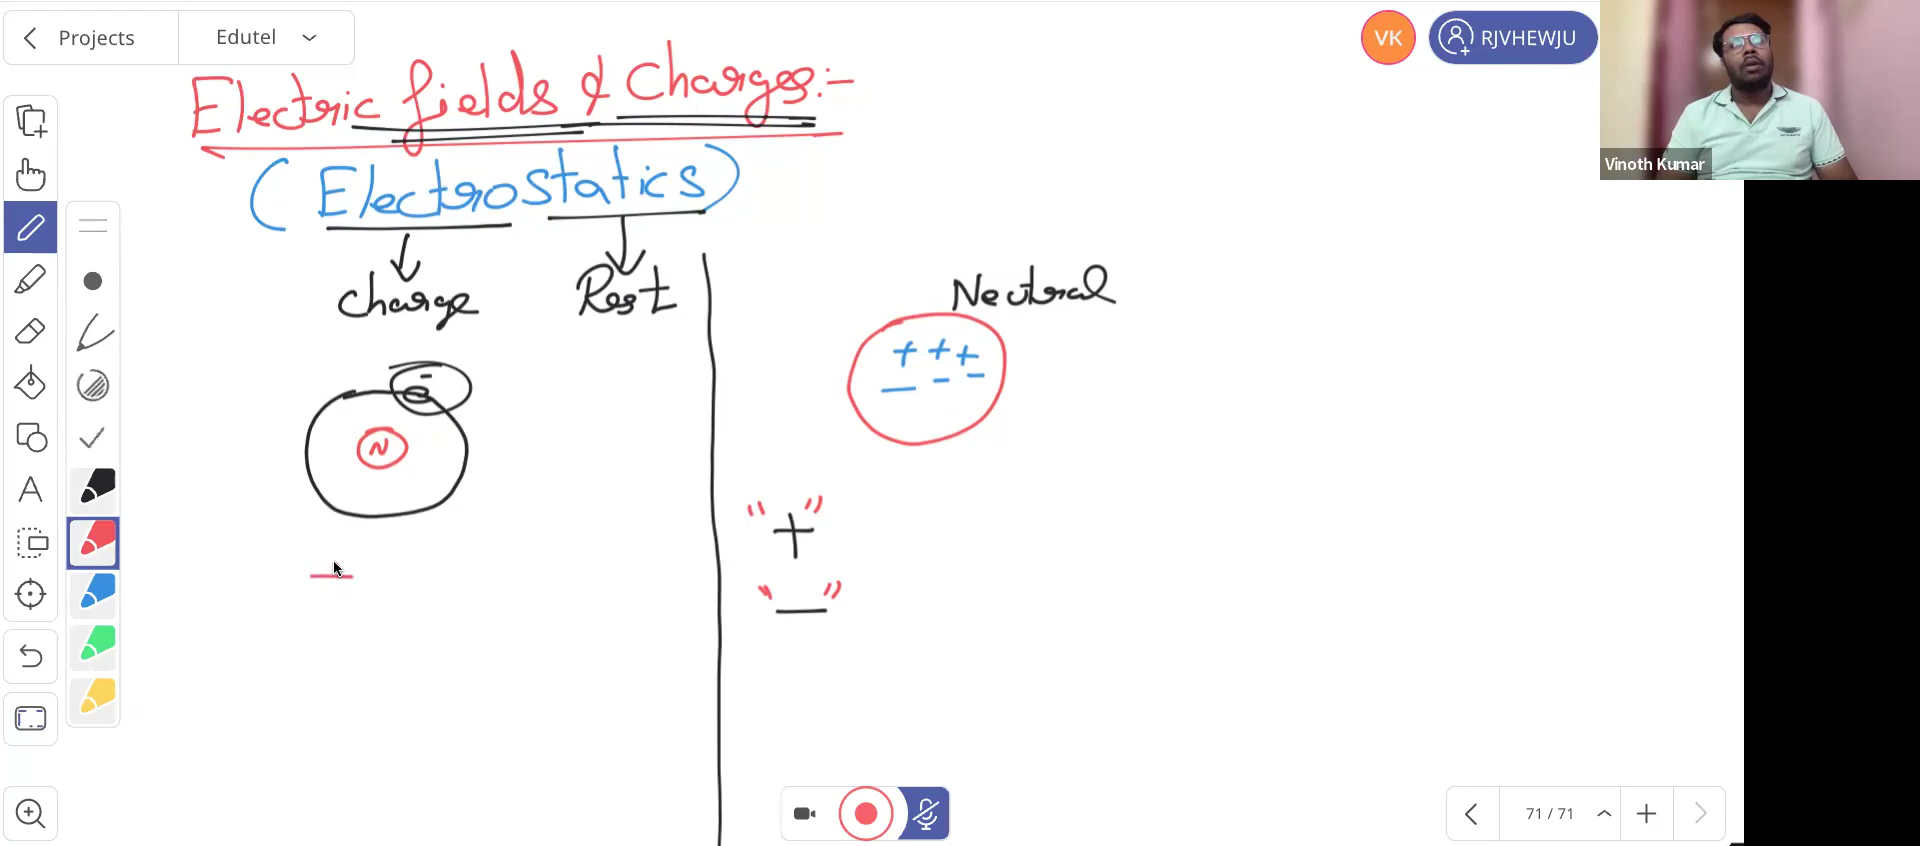 Projects
Edutel
VK
RJVHEWJU
Vinoth Kumar
Electric fields & Charges:-
(Electrostatics)
charge
Rest
Neutral
+ + +
- - -
-
N
"+"
"-"
A
71 / 71